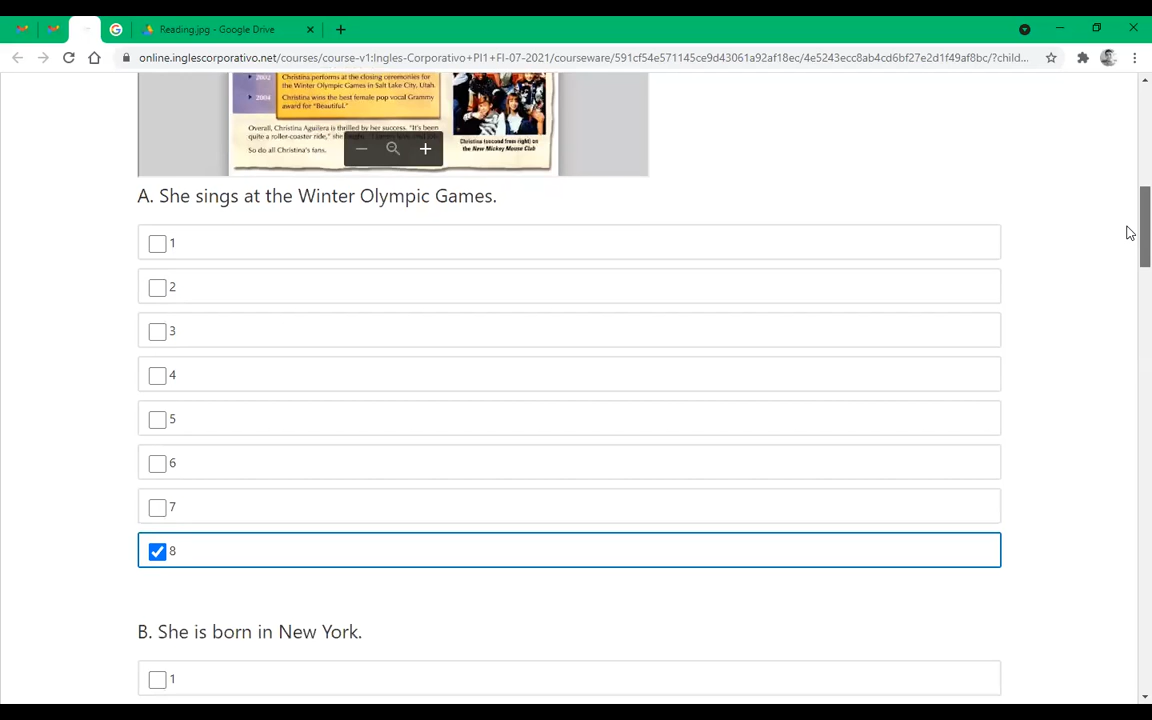 Reading.jpg - Google Drive
online.inglescorporativo.net/courses/course-v1:Ingles-Corporativo+PI1+FI-07-2021/courseware/591cf54e571145ce9d43061a92af18ec/4e5243ecc8ab4cd6bf27e2d1f49af8bc/?child...
2002 Christina performs at the closing ceremonies for
the Winter Olympic Games in Salt Lake City, Utah.
2004 Christina wins the best female pop vocal Grammy
award for "Beautiful."
Overall, Christina Aguilera is thrilled by her success. "It's been
quite a roller-coaster ride," she
So do all Christina's fans.
Christina (second from right) on
the New Mickey Mouse Club
A. She sings at the Winter Olympic Games.
1
2
3
4
5
6
7
8
B. She is born in New York.
1